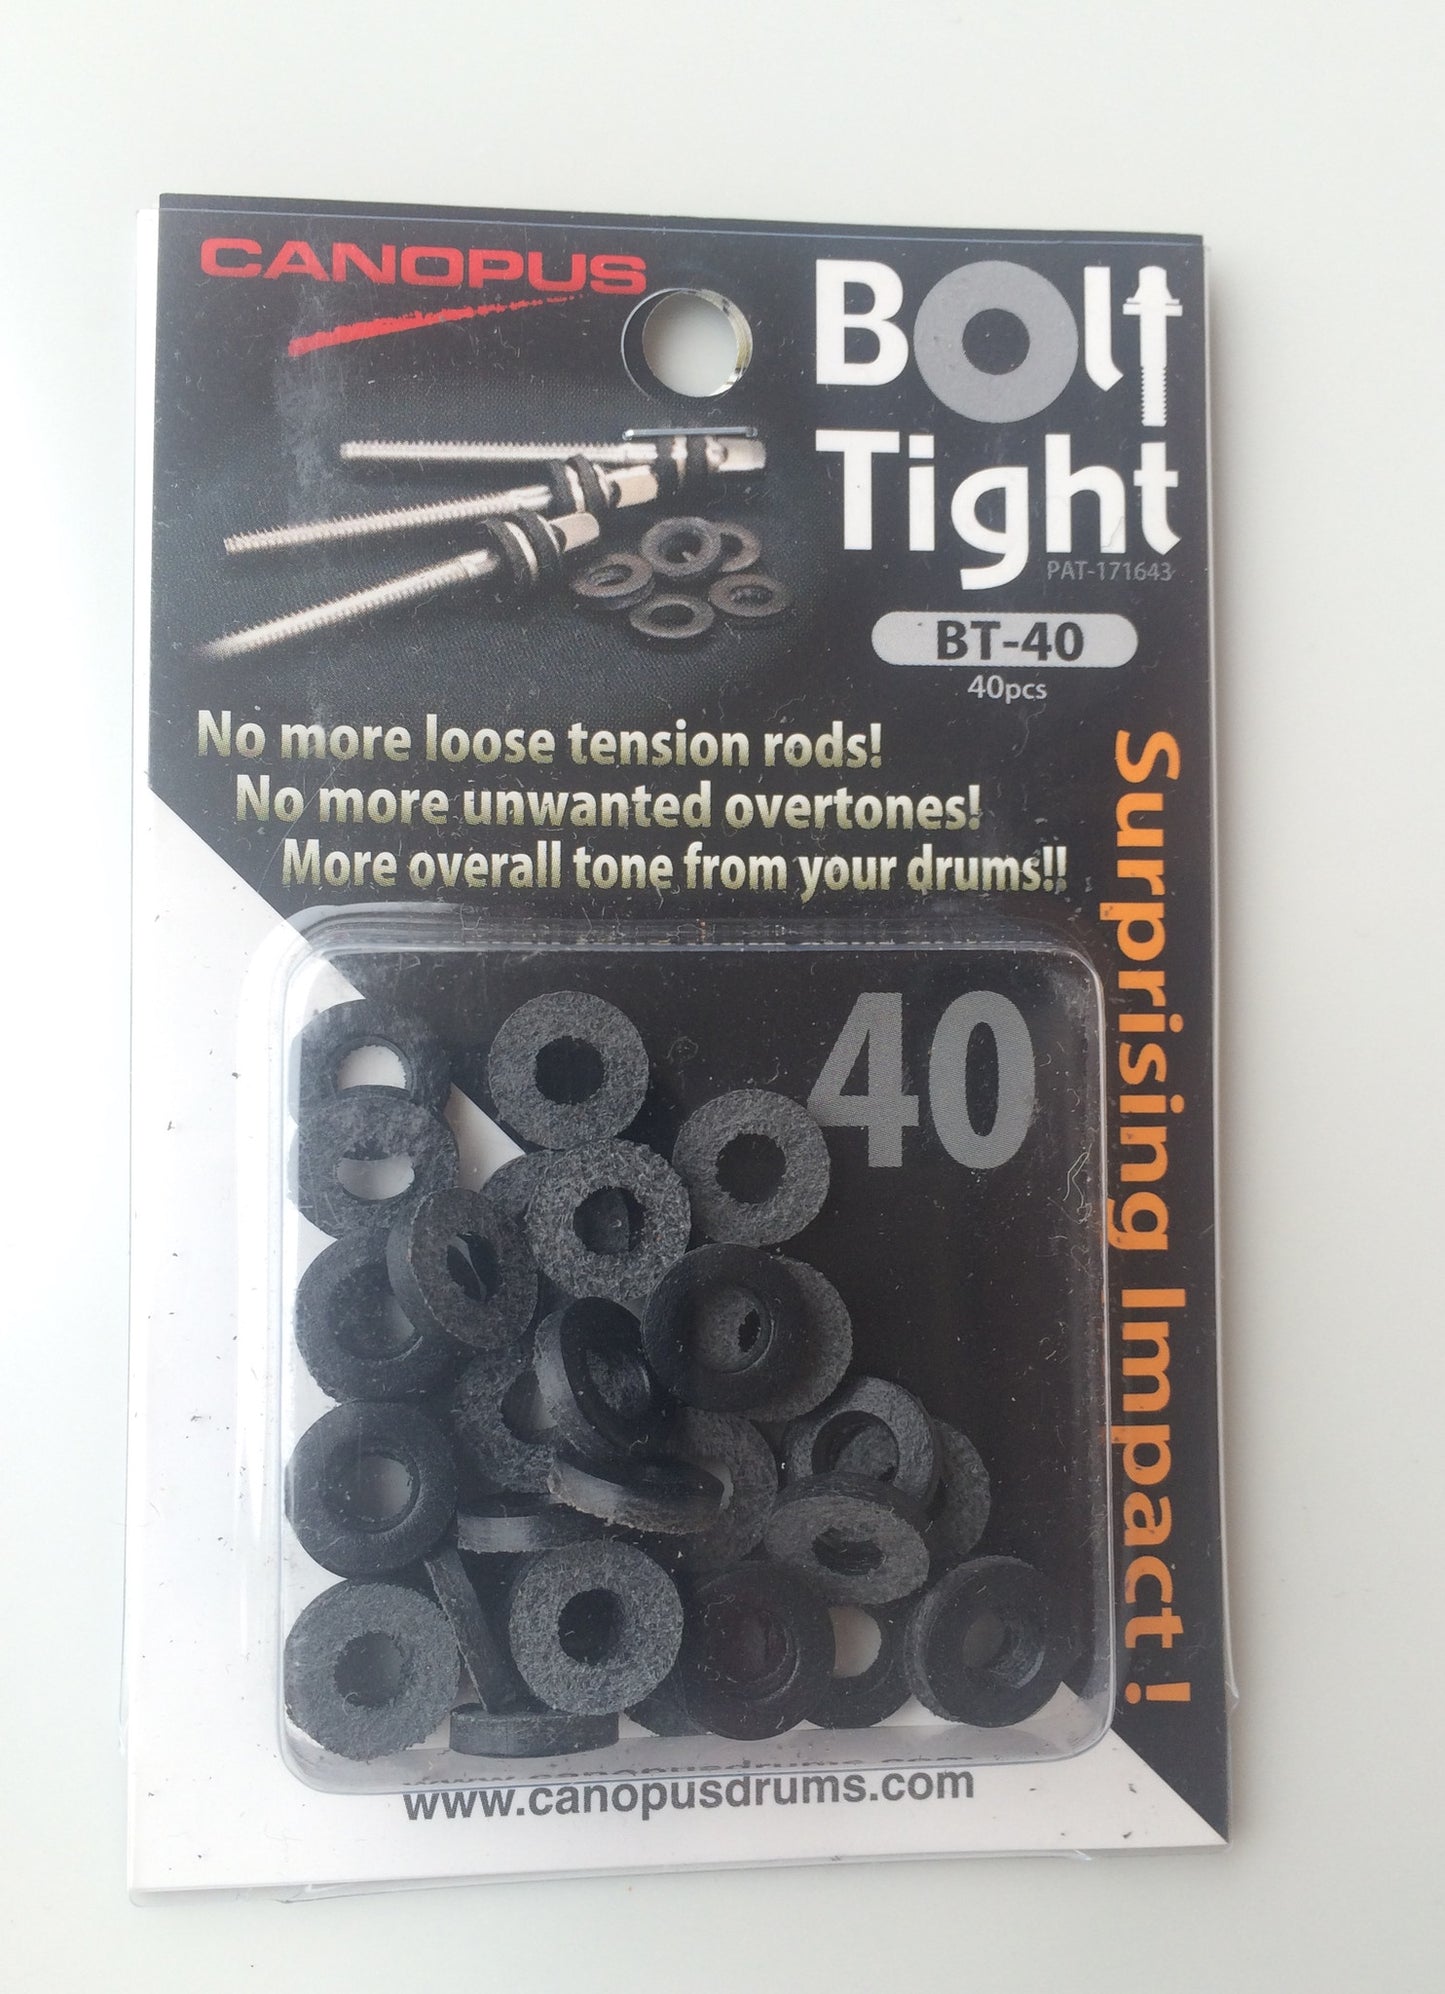 CANOPUS
Bolt
Tight
PAT-171643
BT-40
40pcs
No more loose tension rods!
No more unwanted overtones!
More overall tone from your drums!!
Surprising Impact!
40
www.canopusdrums.com